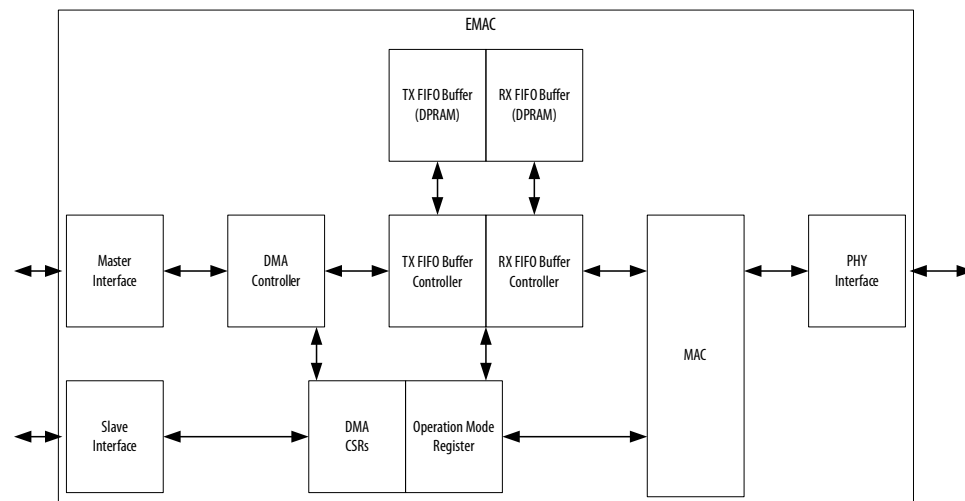 EMAC
TX FIFO Buffer
(DPRAM)
RX FIFO Buffer
(DPRAM)
Master
Interface
DMA
Controller
TX FIFO Buffer
Controller
RX FIFO Buffer
Controller
MAC
PHY
Interface
Slave
Interface
DMA
CSRs
Operation Mode
Register